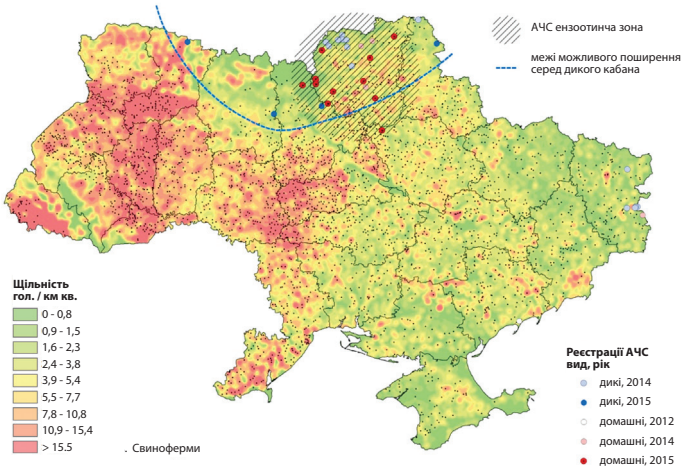 АЧС ензоотинча зона
межі можливого поширення
серед дикого кабана
Щільність
гол. / км кв.
0 - 0,8
0,9 - 1,5
1,6 - 2,3
2,4 - 3,8
3,9 - 5,4
5,5 - 7,7
7,8 - 10,8
10,9 - 15,4
> 15.5
. Свиноферми
Реєстрації АЧС
вид, рік
дикі, 2014
дикі, 2015
домашні, 2012
домашні, 2014
домашні, 2015